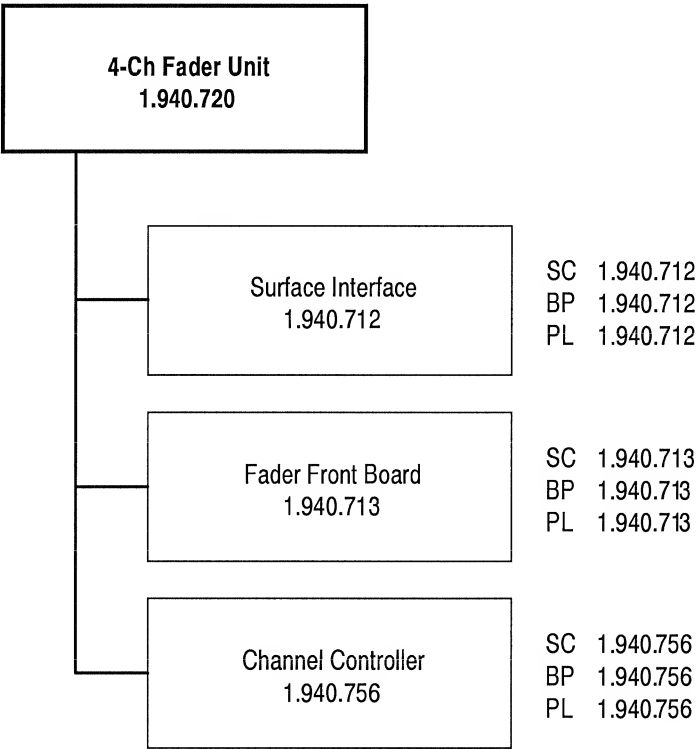 4-Ch Fader Unit
1.940.720
Surface Interface
1.940.712
SC 1.940.712
BP 1.940.712
PL 1.940.712
Fader Front Board
1.940.713
SC 1.940.713
BP 1.940.713
PL 1.940.713
Channel Controller
1.940.756
SC 1.940.756
BP 1.940.756
PL 1.940.756